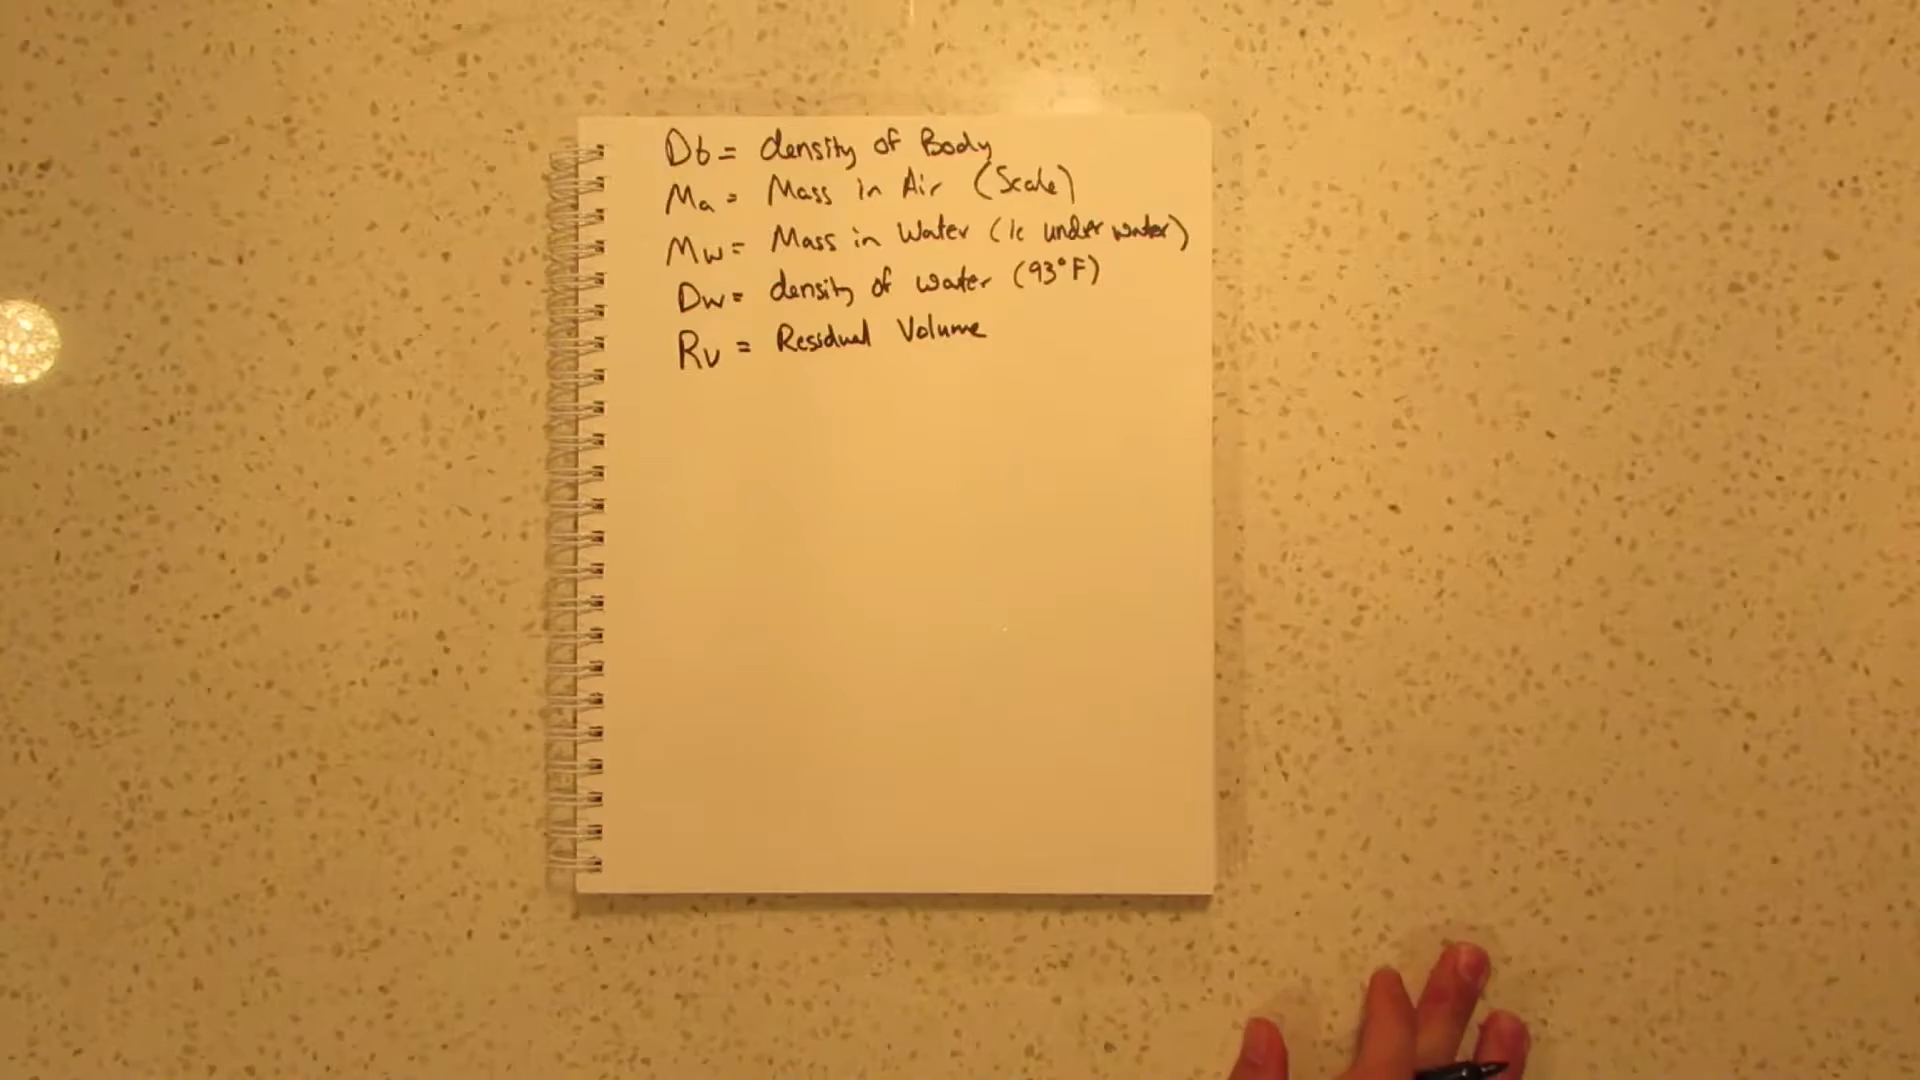 Db = density of Body
Ma = Mass in Air (Scale)
Mw = Mass in Water (ie under water)
Dw = density of water (93°F)
Rv = Residual Volume